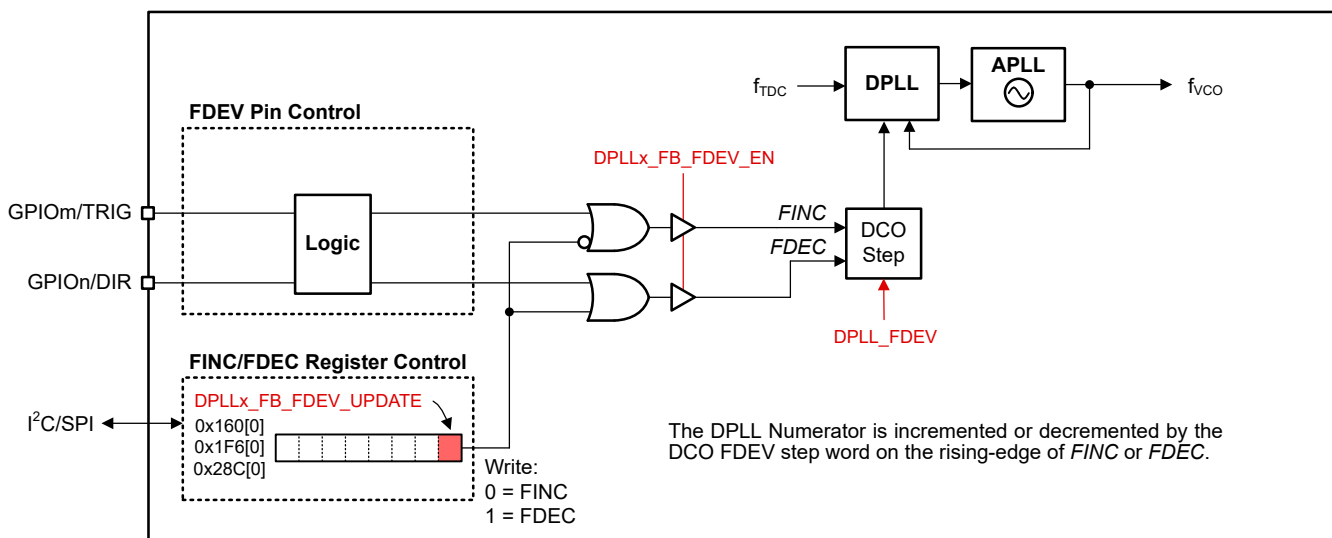 f_TDC
DPLL
APLL
f_VCO
FDEV Pin Control
DPLLx_FB_FDEV_EN
GPIOm/TRIG
Logic
FINC
FDEC
DCO
Step
GPIOn/DIR
DPLL_FDEV
FINC/FDEC Register Control
DPLLx_FB_FDEV_UPDATE
I²C/SPI
0x160[0]
0x1F6[0]
0x28C[0]
Write:
0 = FINC
1 = FDEC
The DPLL Numerator is incremented or decremented by the
DCO FDEV step word on the rising-edge of FINC or FDEC.